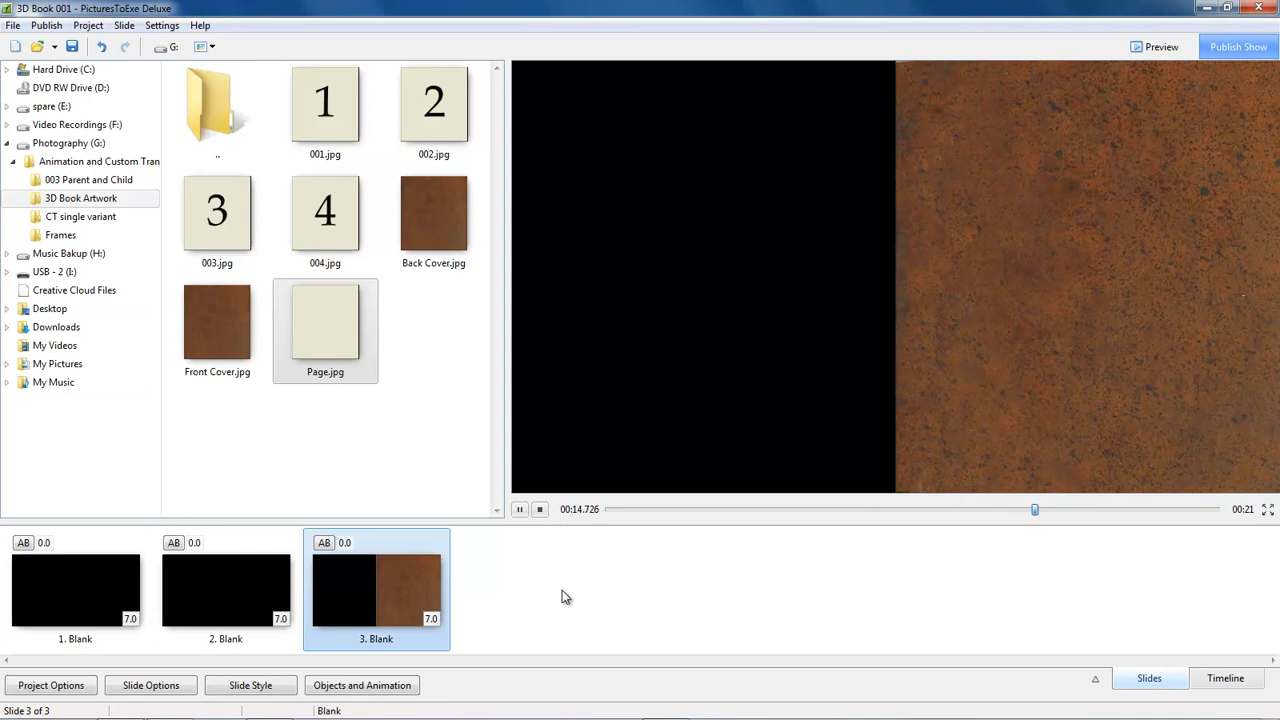 3D Book 001 - PicturesToExe Deluxe
File Publish Project Slide Settings Help
G: Preview Publish Show
Hard Drive (C:)
DVD RW Drive (D:)
spare (E:)
Video Recordings (F:)
Photography (G:)
Animation and Custom Tran
003 Parent and Child
3D Book Artwork
CT single variant
Frames
Music Bakup (H:)
USB - 2 (I:)
Creative Cloud Files
Desktop
Downloads
My Videos
My Pictures
My Music
1 2
.. 001.jpg 002.jpg
3 4
003.jpg 004.jpg Back Cover.jpg
Front Cover.jpg Page.jpg
00:14.726 00:21
AB 0.0 AB 0.0 AB 0.0
7.0 7.0 7.0
1. Blank 2. Blank 3. Blank
Project Options Slide Options Slide Style Objects and Animation Slides Timeline
Slide 3 of 3 Blank